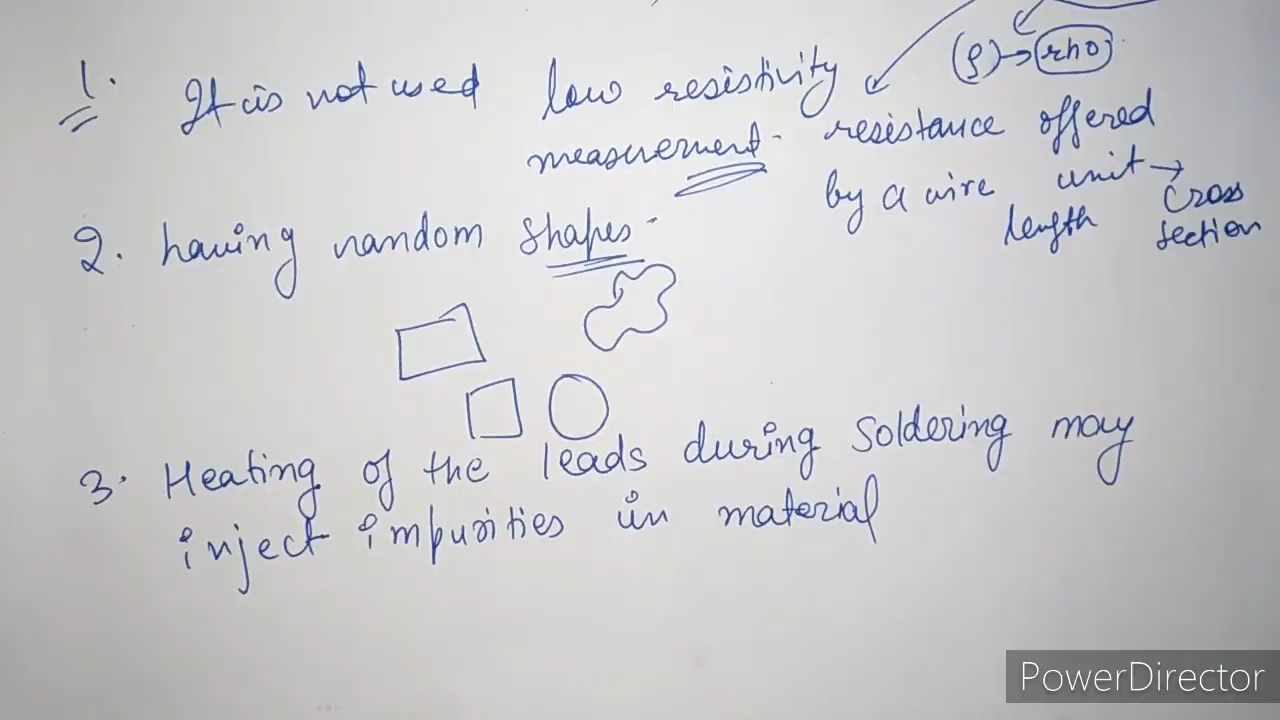 1. It is not used low resistivity
measurement.
(ρ) → rho
resistance offered
by a wire unit →
length
Cross
section
2. having random shapes.
3. Heating of the leads during soldering may
inject impurities in material
PowerDirector